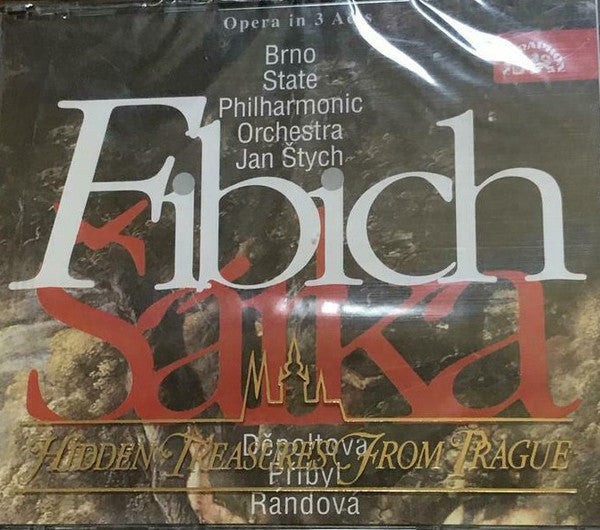 Opera in 3 Acts
Brno
State
Philharmonic
Orchestra
Jan Štych
Fibich
Šárka
Děpoltová
HIDDEN TREASURES FROM PRAGUE
Přibyl
Randová